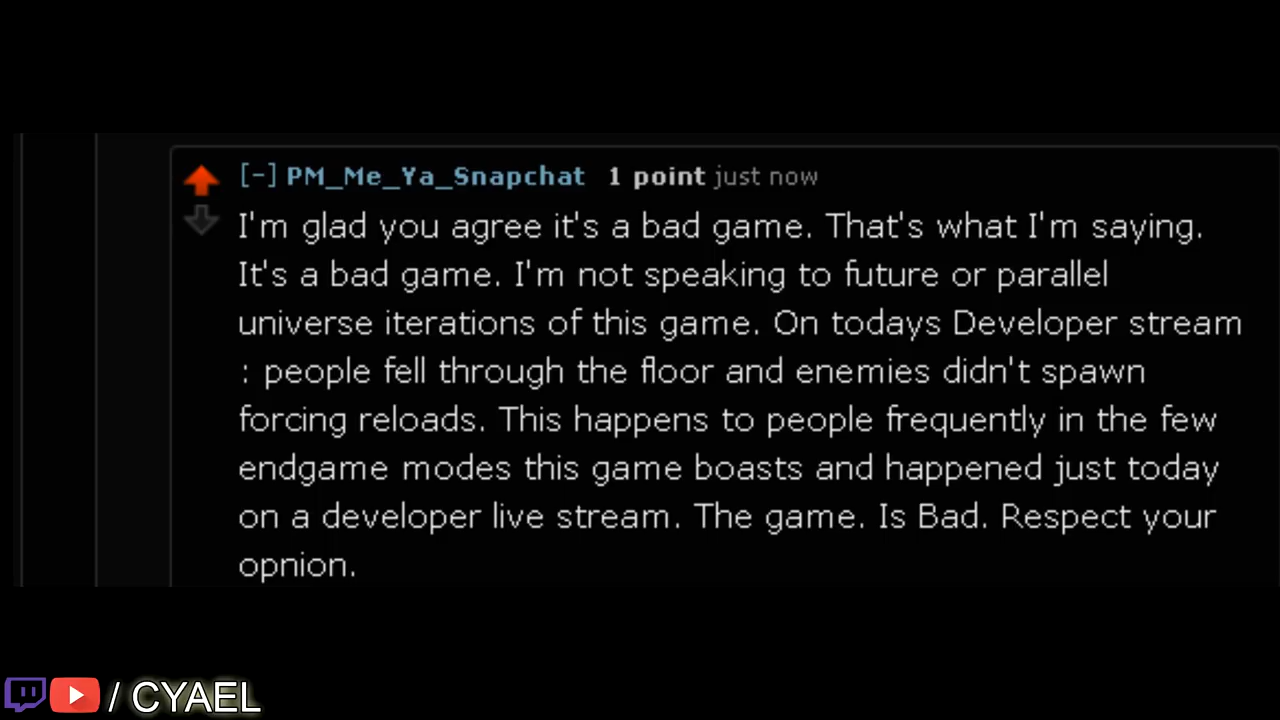 [-] PM_Me_Ya_Snapchat 1 point just now
I'm glad you agree it's a bad game. That's what I'm saying.
It's a bad game. I'm not speaking to future or parallel
universe iterations of this game. On todays Developer stream
: people fell through the floor and enemies didn't spawn
forcing reloads. This happens to people frequently in the few
endgame modes this game boasts and happened just today
on a developer live stream. The game. Is Bad. Respect your
opnion.
/ CYAEL